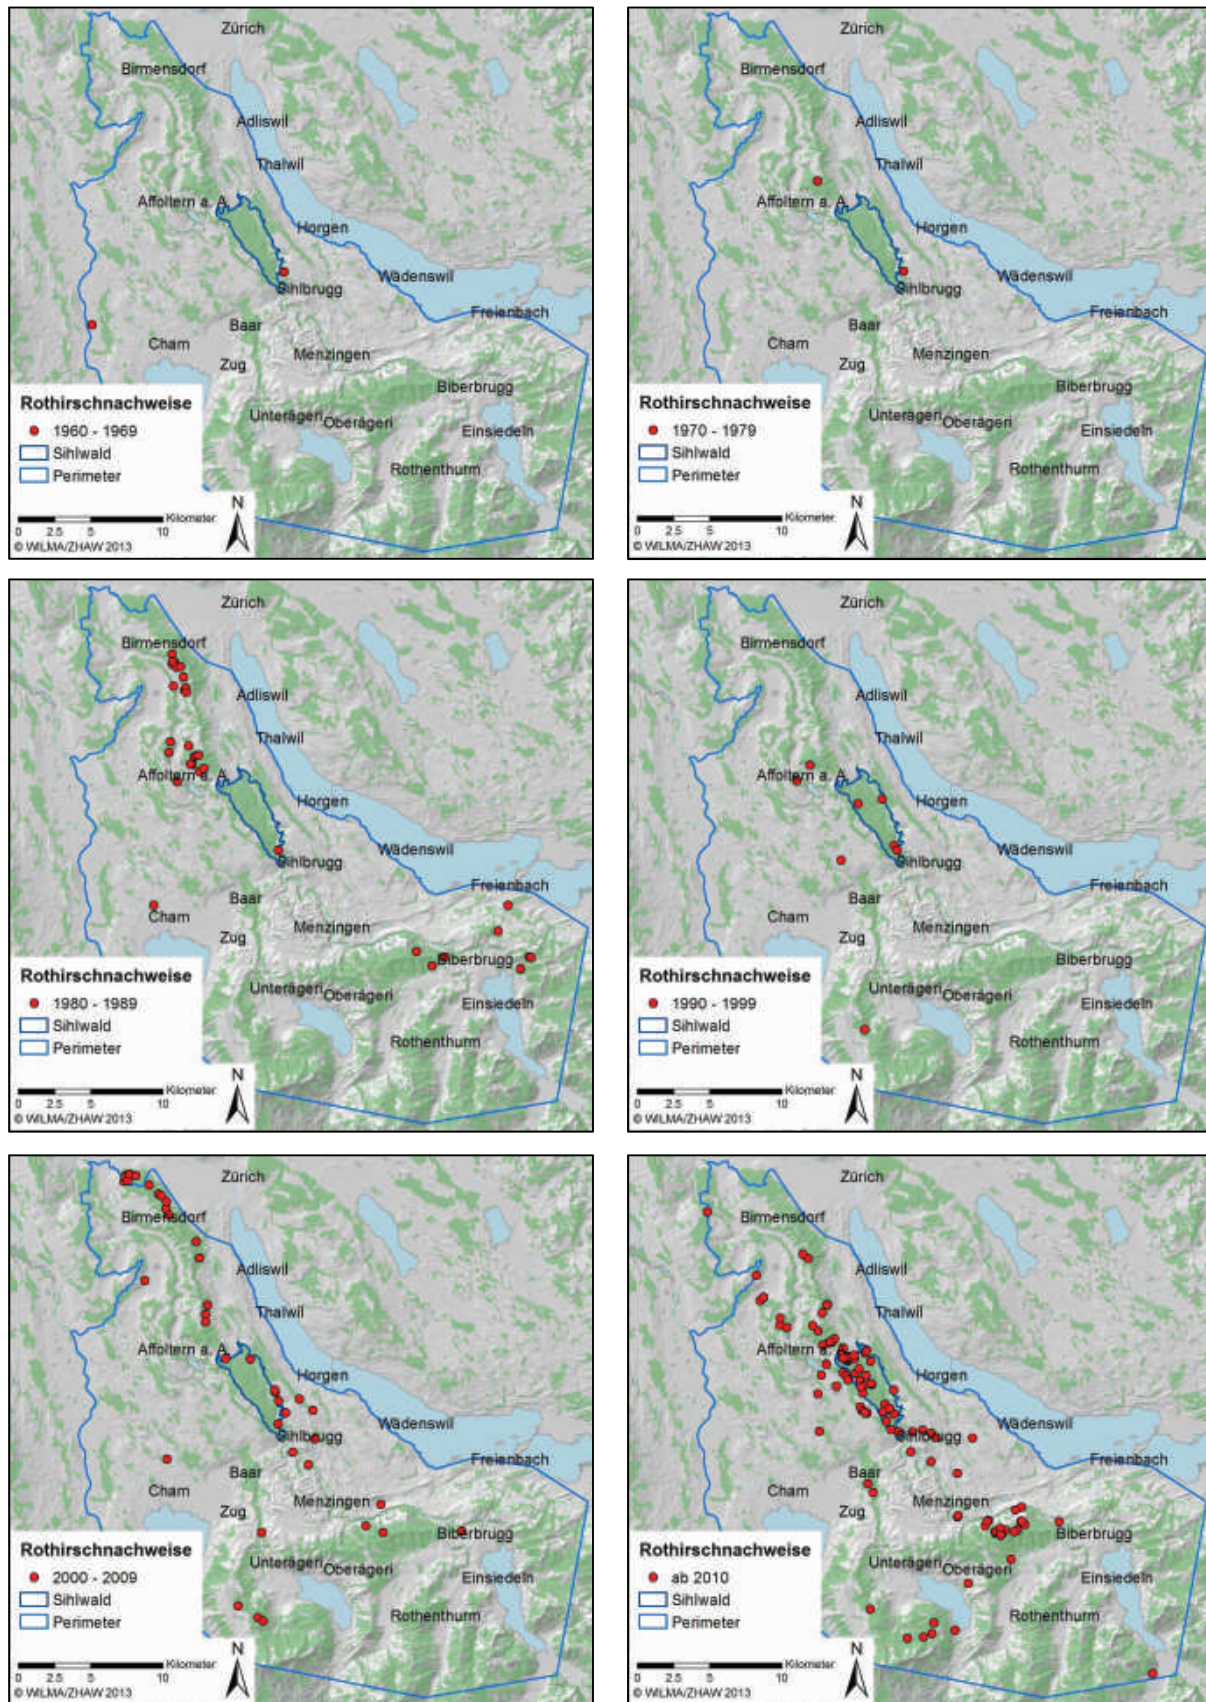 Zürich
Birmensdorf
Adliswil
Thalwil
Affoltern a. A.
Horgen
Wädenswil
Sihlbrugg
Freienbach
Baar
Cham
Menzingen
Zug
Biberbrugg
Rothirschnachweise
Unterägeri
Oberägeri
1960 - 1969
Einsiedeln
Sihlwald
Rothenthurm
Perimeter
N
Kilometer
0 2.5 5 10
© WILMA/ZHAW 2013
Zürich
Birmensdorf
Adliswil
Thalwil
Affoltern a. A.
Horgen
Wädenswil
Sihlbrugg
Freienbach
Baar
Cham
Menzingen
Zug
Biberbrugg
Rothirschnachweise
Unterägeri
Oberägeri
1970 - 1979
Einsiedeln
Sihlwald
Rothenthurm
Perimeter
N
Kilometer
0 2.5 5 10
© WILMA/ZHAW 2013
Zürich
Birmensdorf
Adliswil
Thalwil
Affoltern a. A.
Horgen
Wädenswil
Sihlbrugg
Freienbach
Baar
Cham
Menzingen
Zug
Biberbrugg
Rothirschnachweise
Unterägeri
Oberägeri
1980 - 1989
Einsiedeln
Sihlwald
Rothenthurm
Perimeter
N
Kilometer
0 2.5 5 10
© WILMA/ZHAW 2013
Zürich
Birmensdorf
Adliswil
Thalwil
Affoltern a. A.
Horgen
Wädenswil
Sihlbrugg
Freienbach
Baar
Cham
Menzingen
Zug
Biberbrugg
Rothirschnachweise
Unterägeri
Oberägeri
1990 - 1999
Einsiedeln
Sihlwald
Rothenthurm
Perimeter
N
Kilometer
0 2.5 5 10
© WILMA/ZHAW 2013
Zürich
Birmensdorf
Adliswil
Thalwil
Affoltern a. A.
Horgen
Wädenswil
Sihlbrugg
Freienbach
Baar
Cham
Menzingen
Zug
Biberbrugg
Rothirschnachweise
Unterägeri
Oberägeri
2000 - 2009
Einsiedeln
Sihlwald
Rothenthurm
Perimeter
N
Kilometer
0 2.5 5 10
© WILMA/ZHAW 2013
Zürich
Birmensdorf
Adliswil
Thalwil
Affoltern a. A.
Horgen
Wädenswil
Sihlbrugg
Freienbach
Baar
Cham
Menzingen
Zug
Biberbrugg
Rothirschnachweise
Unterägeri
Oberägeri
ab 2010
Einsiedeln
Sihlwald
Rothenthurm
Perimeter
N
Kilometer
0 2.5 5 10
© WILMA/ZHAW 2013